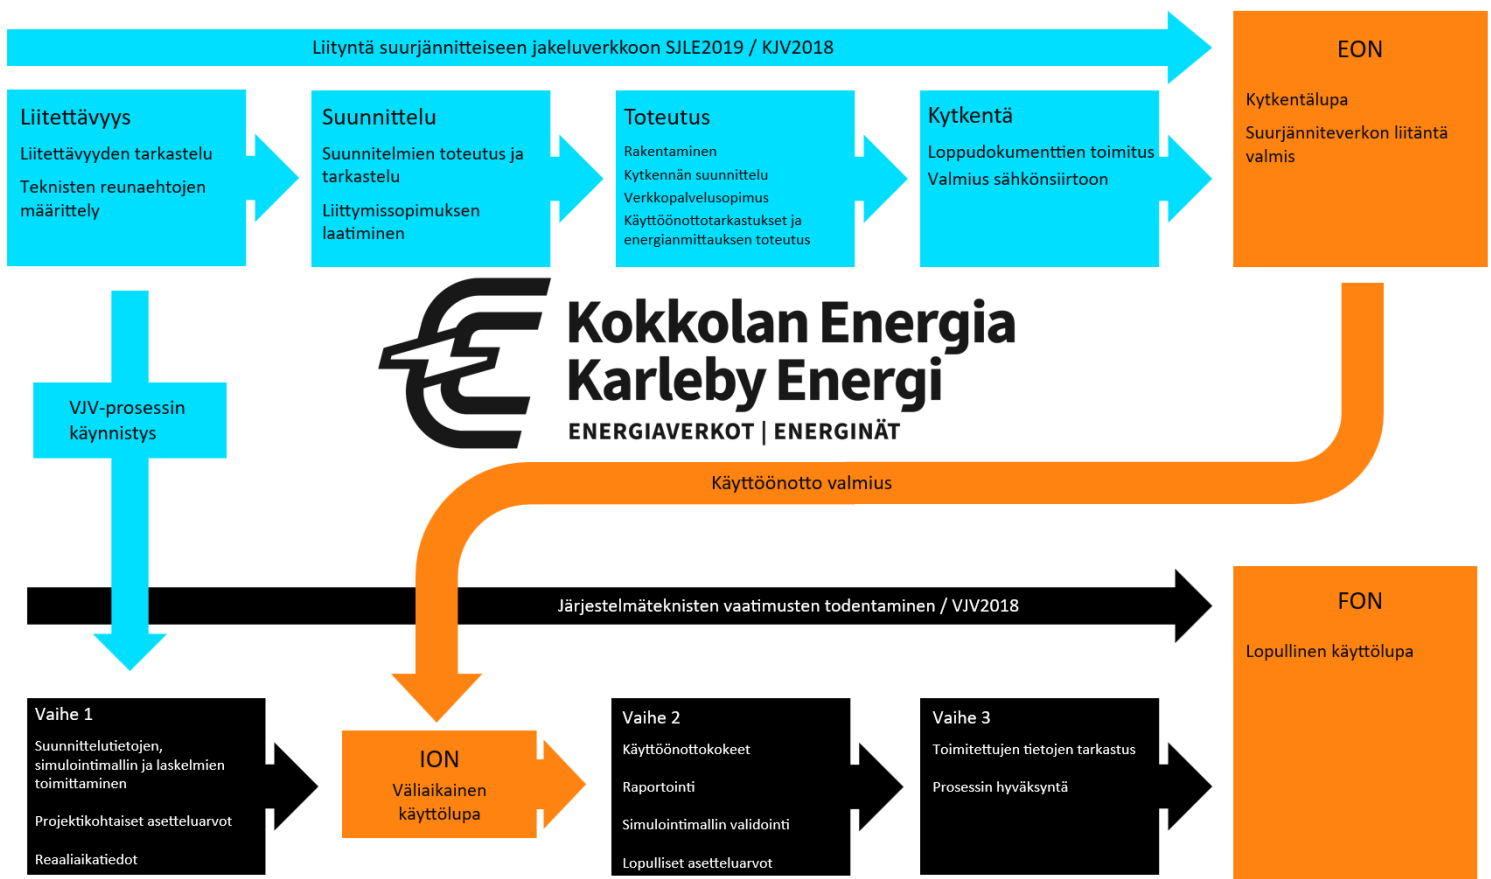 Liityntä suurjännitteiseen jakeluverkkoon SJLE2019 / KJV2018
Liitettävyys
Liitettävyyden tarkastelu
Teknisten reunaehtojen
määrittely
Suunnittelu
Suunnitelmien toteutus ja
tarkastelu
Liittymissopimuksen
laatiminen
Toteutus
Rakentaminen
Kytkennän suunnittelu
Verkkopalvelusopimus
Käyttöönottotarkastukset ja
energianmittauksen toteutus
Kytkentä
Loppudokumenttien toimitus
Valmius sähkönsiirtoon
EON
Kytkentälupa
Suurjänniteverkon liitäntä
valmis
Kokkolan Energia
Karleby Energi
ENERGIAVERKOT | ENERGINÄT
VJV-prosessin
käynnistys
Käyttöönotto valmius
Järjestelmäteknisten vaatimusten todentaminen / VJV2018
Vaihe 1
Suunnittelutietojen,
simulointimallin ja laskelmien
toimittaminen
Projektikohtaiset asetteluarvot
Reaaliaikatiedot
ION
Väliaikainen
käyttölupa
Vaihe 2
Käyttöönottokokeet
Raportointi
Simulointimallin validointi
Lopulliset asetteluarvot
Vaihe 3
Toimitettujen tietojen tarkastus
Prosessin hyväksyntä
FON
Lopullinen käyttölupa